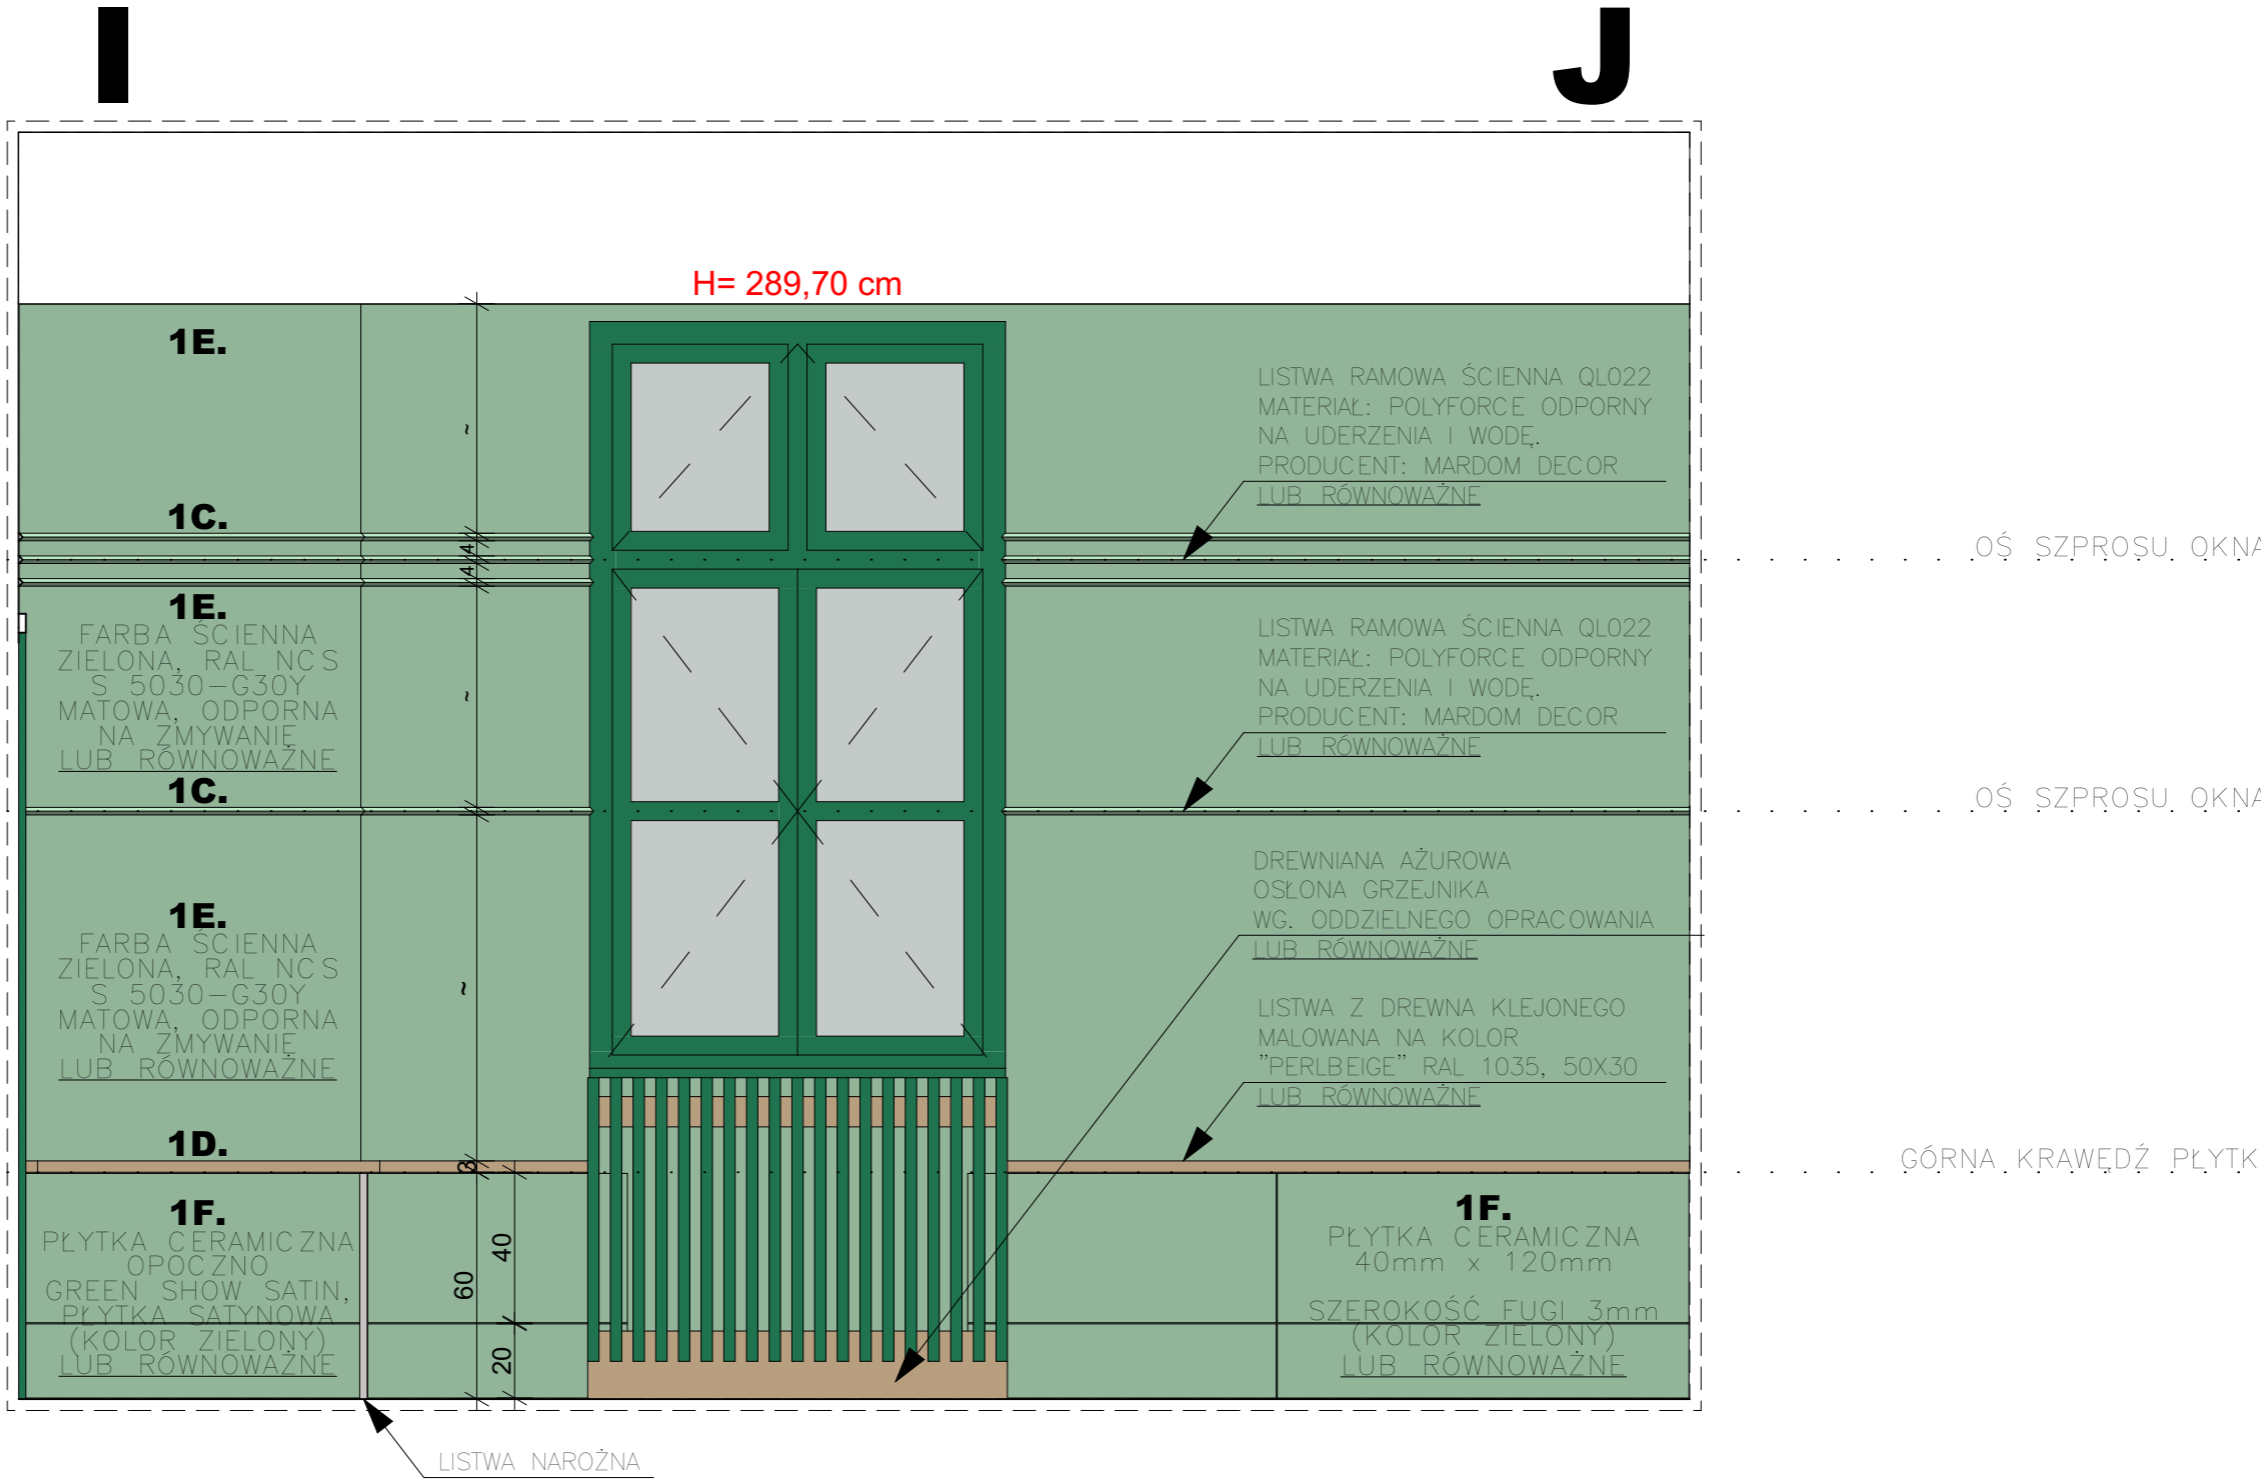 I
J
H= 289,70 cm
1E.
LISTWA RAMOWA ŚCIENNA QL022
MATERIAŁ: POLYFORCE ODPORNY
NA UDERZENIA I WODĘ.
PRODUCENT: MARDOM DECOR
LUB RÓWNOWAŻNE
~
1C.
4
4
OŚ SZPROSU OKNA
1E.
FARBA ŚCIENNA
ZIELONA, RAL NCS
S 5030-G30Y
MATOWA, ODPORNA
NA ZMYWANIE
LUB RÓWNOWAŻNE
~
LISTWA RAMOWA ŚCIENNA QL022
MATERIAŁ: POLYFORCE ODPORNY
NA UDERZENIA I WODĘ.
PRODUCENT: MARDOM DECOR
LUB RÓWNOWAŻNE
1C.
OŚ SZPROSU OKNA
1E.
FARBA ŚCIENNA
ZIELONA, RAL NCS
S 5030-G30Y
MATOWA, ODPORNA
NA ZMYWANIE
LUB RÓWNOWAŻNE
~
DREWNIANA AŻUROWA
OSŁONA GRZEJNIKA
WG. ODDZIELNEGO OPRACOWANIA
LUB RÓWNOWAŻNE
LISTWA Z DREWNA KLEJONEGO
MALOWANA NA KOLOR
"PERLBEIGE" RAL 1035, 50X30
LUB RÓWNOWAŻNE
1D.
3
GÓRNA KRAWĘDŹ PŁYTK
1F.
PŁYTKA CERAMICZNA
OPOCZNO
GREEN SHOW SATIN,
PŁYTKA SATYNOWA
(KOLOR ZIELONY)
LUB RÓWNOWAŻNE
60
40
20
1F.
PŁYTKA CERAMICZNA
40mm x 120mm
SZEROKOŚĆ FUGI 3mm
(KOLOR ZIELONY)
LUB RÓWNOWAŻNE
LISTWA NAROŻNA